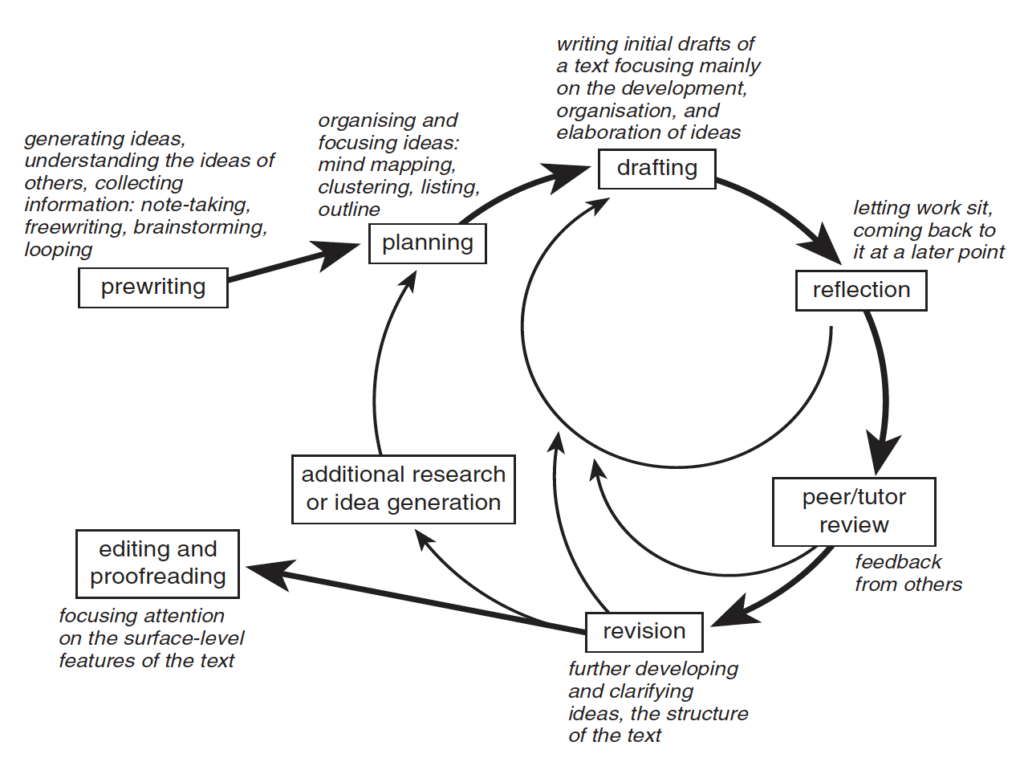 generating ideas,
understanding the ideas of
others, collecting
information: note-taking,
freewriting, brainstorming,
looping
prewriting
organising and
focusing ideas:
mind mapping,
clustering, listing,
outline
planning
writing initial drafts of
a text focusing mainly
on the development,
organisation, and
elaboration of ideas
drafting
letting work sit,
coming back to
it at a later point
reflection
peer/tutor
review
feedback
from others
revision
further developing
and clarifying
ideas, the structure
of the text
additional research
or idea generation
editing and
proofreading
focusing attention
on the surface-level
features of the text